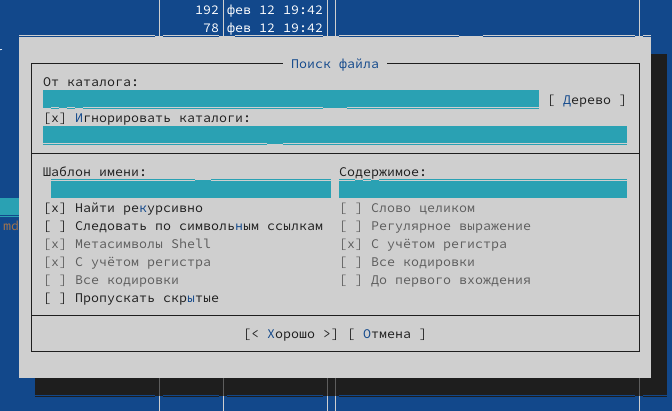 192 фев 12 19:42
78 фев 12 19:42
Поиск файла
От каталога:
[ Дерево ]
[x] Игнорировать каталоги:
Шаблон имени: Содержимое:
[x] Найти рекурсивно [ ] Слово целиком
[ ] Следовать по символьным ссылкам [ ] Регулярное выражение
[x] Метасимволы Shell [x] С учётом регистра
[x] С учётом регистра [ ] Все кодировки
[ ] Все кодировки [ ] До первого вхождения
[ ] Пропускать скрытые
md
[< Хорошо >] [ Отмена ]